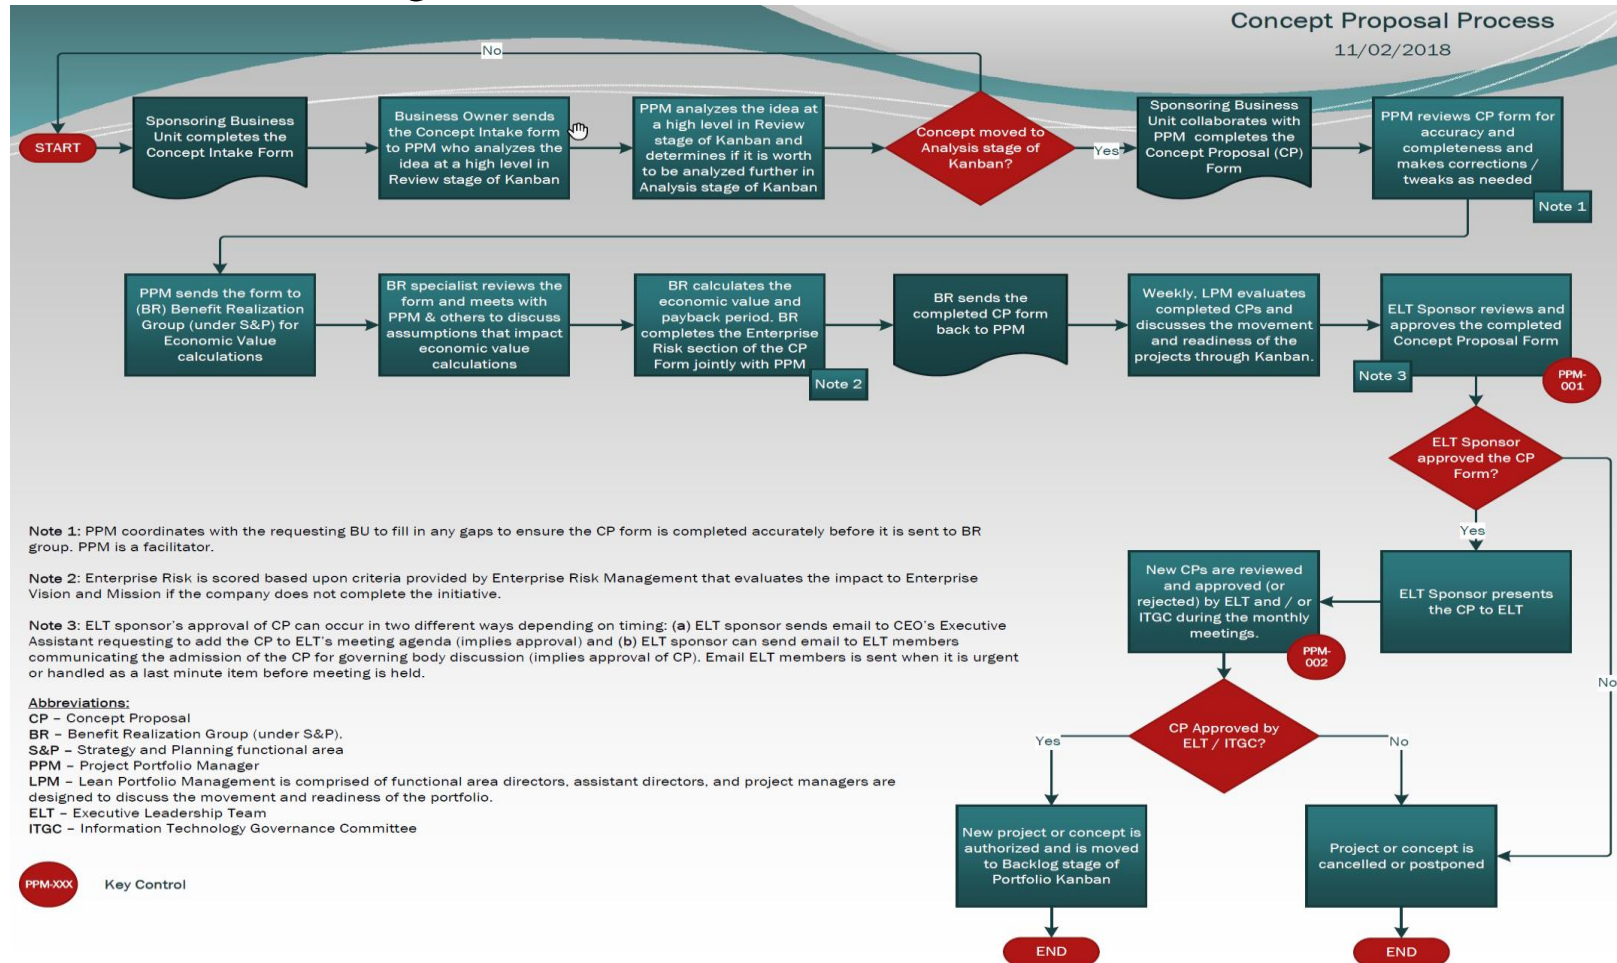 Concept Proposal Process
11/02/2018
No
START
Sponsoring Business
Unit completes the
Concept Intake Form
Business Owner sends
the Concept Intake form
to PPM who analyzes the
idea at a high level in
Review stage of Kanban
PPM analyzes the idea at
a high level in Review
stage of Kanban and
determines if it is worth
to be analyzed further in
Analysis stage of Kanban
Concept moved to
Analysis stage of
Kanban?
Yes
Sponsoring Business
Unit collaborates with
PPM completes the
Concept Proposal (CP)
Form
PPM reviews CP form for
accuracy and
completeness and
makes corrections /
tweaks as needed
Note 1
PPM sends the form to
(BR) Benefit Realization
Group (under S&P) for
Economic Value
calculations
BR specialist reviews the
form and meets with
PPM & others to discuss
assumptions that impact
economic value
calculations
BR calculates the
economic value and
payback period. BR
completes the Enterprise
Risk section of the CP
Form jointly with PPM
Note 2
BR sends the
completed CP form
back to PPM
Weekly, LPM evaluates
completed CPs and
discusses the movement
and readiness of the
projects through Kanban.
ELT Sponsor reviews and
approves the completed
Concept Proposal Form
Note 3
PPM-
001
ELT Sponsor
approved the CP
Form?
Yes
No
ELT Sponsor presents
the CP to ELT
New CPs are reviewed
and approved (or
rejected) by ELT and / or
ITGC during the monthly
meetings.
PPM-
002
CP Approved by
ELT / ITGC?
Yes
No
New project or concept is
authorized and is moved
to Backlog stage of
Portfolio Kanban
Project or concept is
cancelled or postponed
END
END
Note 1: PPM coordinates with the requesting BU to fill in any gaps to ensure the CP form is completed accurately before it is sent to BR
group. PPM is a facilitator.
Note 2: Enterprise Risk is scored based upon criteria provided by Enterprise Risk Management that evaluates the impact to Enterprise
Vision and Mission if the company does not complete the initiative.
Note 3: ELT sponsor's approval of CP can occur in two different ways depending on timing: (a) ELT sponsor sends email to CEO's Executive
Assistant requesting to add the CP to ELT's meeting agenda (implies approval) and (b) ELT sponsor can send email to ELT members
communicating the admission of the CP for governing body discussion (implies approval of CP). Email ELT members is sent when it is urgent
or handled as a last minute item before meeting is held.
Abbreviations:
CP – Concept Proposal
BR – Benefit Realization Group (under S&P).
S&P – Strategy and Planning functional area
PPM – Project Portfolio Manager
LPM – Lean Portfolio Management is comprised of functional area directors, assistant directors, and project managers are
designed to discuss the movement and readiness of the portfolio.
ELT – Executive Leadership Team
ITGC – Information Technology Governance Committee
PPM-XXX
Key Control